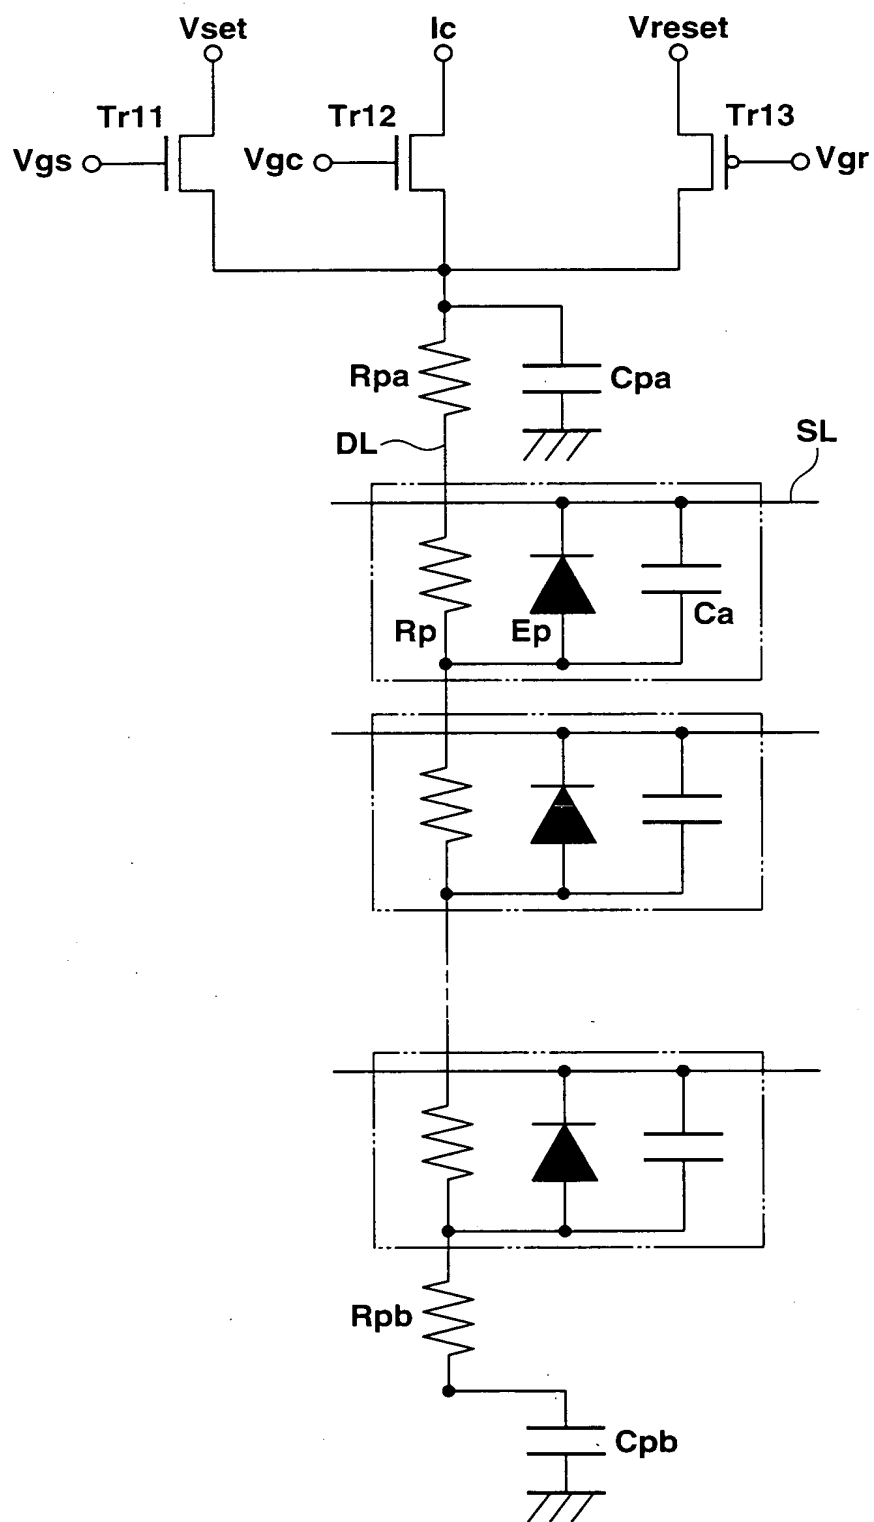 Vset
Ic
Vreset
Tr11
Tr12
Tr13
Vgs
Vgc
Vgr
Rpa
Cpa
DL
SL
Rp
Ep
Ca
Rpb
Cpb